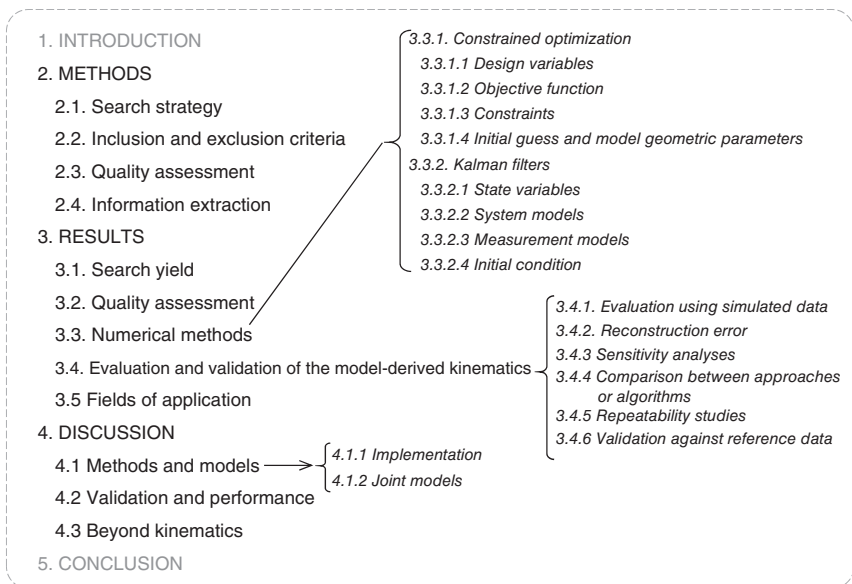 1. INTRODUCTION
2. METHODS
2.1. Search strategy
2.2. Inclusion and exclusion criteria
2.3. Quality assessment
2.4. Information extraction
3. RESULTS
3.1. Search yield
3.2. Quality assessment
3.3. Numerical methods
3.3.1. Constrained optimization
3.3.1.1 Design variables
3.3.1.2 Objective function
3.3.1.3 Constraints
3.3.1.4 Initial guess and model geometric parameters
3.3.2. Kalman filters
3.3.2.1 State variables
3.3.2.2 System models
3.3.2.3 Measurement models
3.3.2.4 Initial condition
3.4. Evaluation and validation of the model-derived kinematics
3.4.1. Evaluation using simulated data
3.4.2. Reconstruction error
3.4.3 Sensitivity analyses
3.4.4 Comparison between approaches
or algorithms
3.4.5 Repeatability studies
3.4.6 Validation against reference data
3.5 Fields of application
4. DISCUSSION
4.1 Methods and models
4.1.1 Implementation
4.1.2 Joint models
4.2 Validation and performance
4.3 Beyond kinematics
5. CONCLUSION